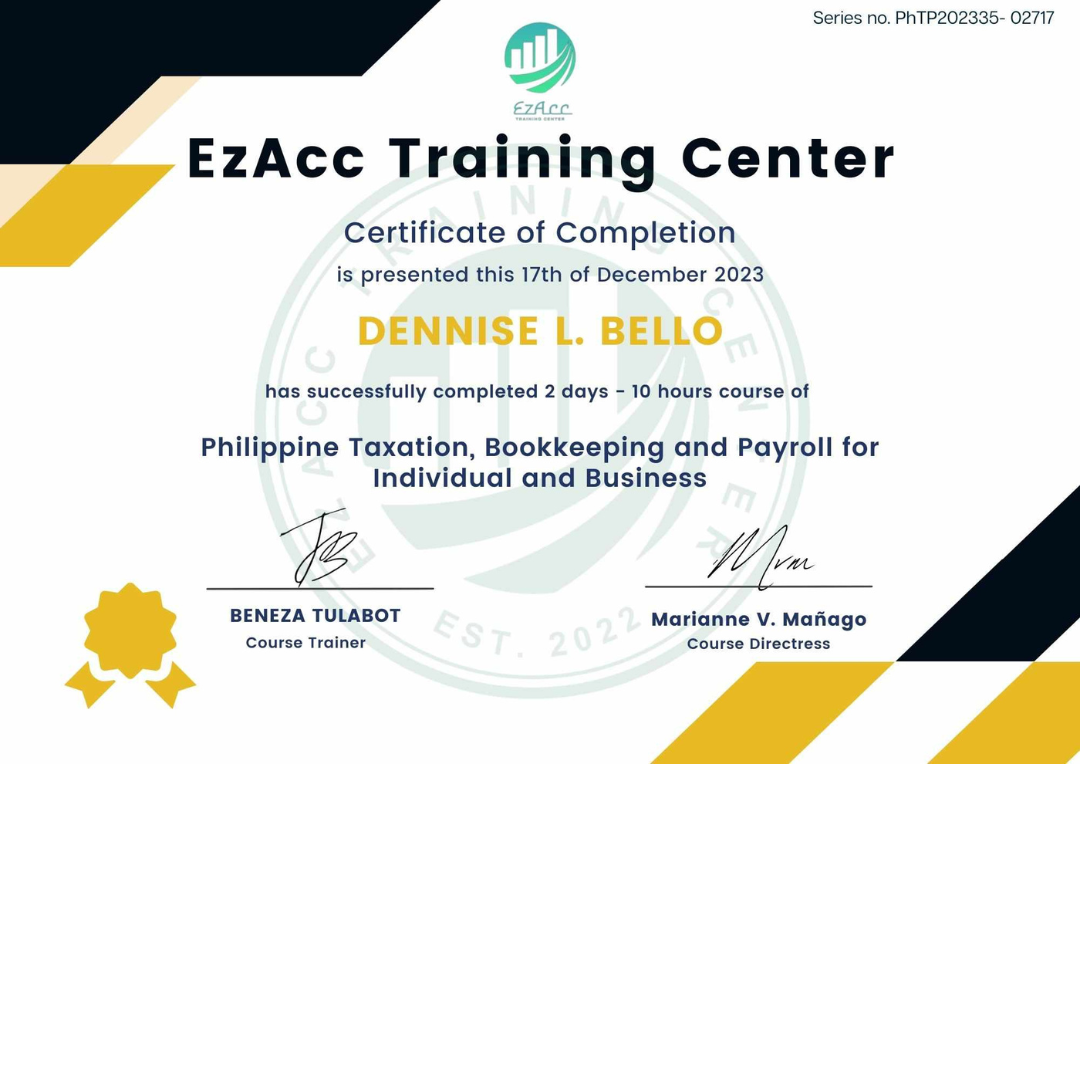 Series no. PhTP202335- 02717
EzAcc
TRAINING CENTER
EzAcc Training Center
Certificate of Completion
is presented this 17th of December 2023
DENNISE L. BELLO
has successfully completed 2 days - 10 hours course of
Philippine Taxation, Bookkeeping and Payroll for
Individual and Business
BENEZA TULABOT
Course Trainer
Marianne V. Mañago
Course Directress
EZACC TRAINING CENTER
EST. 2022